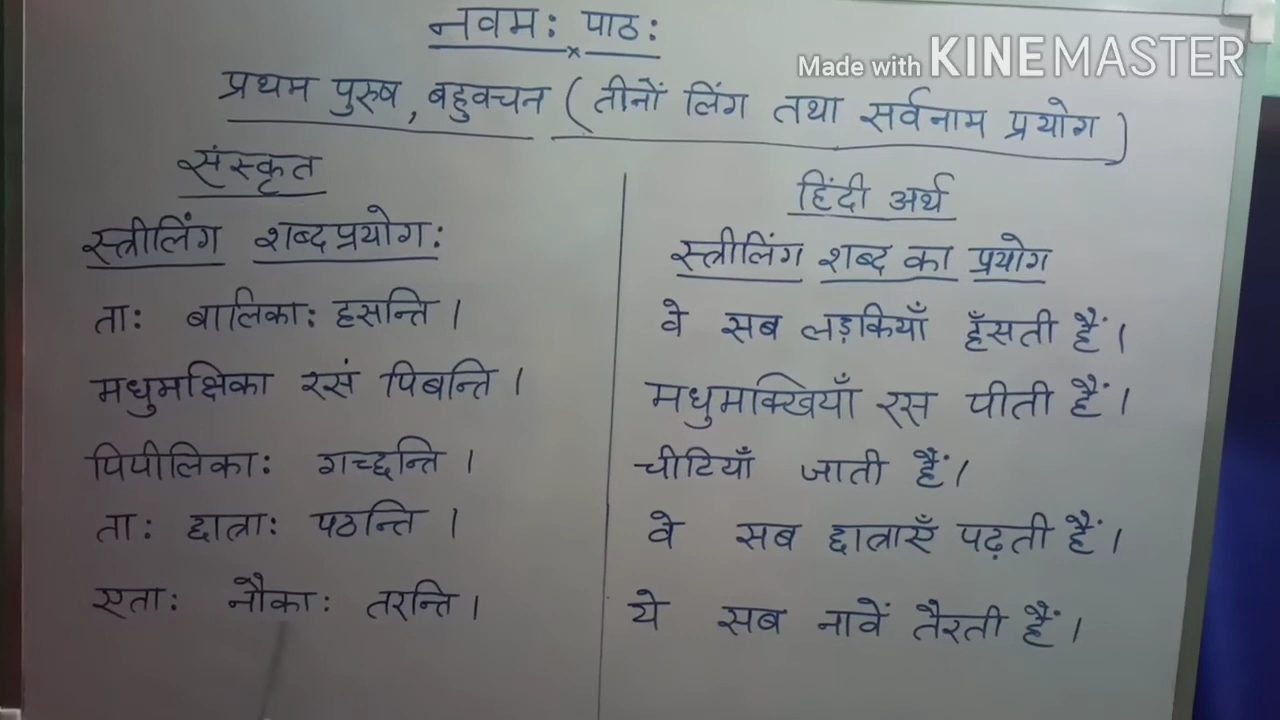 नवमः पाठः
Made with KINEMASTER
प्रथम पुरुष, बहुवचन (तीनों लिंग तथा सर्वनाम प्रयोग)
संस्कृत
स्त्रीलिंग शब्दप्रयोगः
ताः बालिकाः हसन्ति।
मधुमक्षिका रसं पिबन्ति।
पिपीलिकाः गच्छन्ति।
ताः छात्राः पठन्ति।
एताः नौकाः तरन्ति।
हिंदी अर्थ
स्त्रीलिंग शब्द का प्रयोग
वे सब लड़कियाँ हँसती हैं।
मधुमक्खियाँ रस पीती हैं।
चीटियाँ जाती हैं।
वे सब छात्राएँ पढ़ती हैं।
ये सब नावें तैरती हैं।